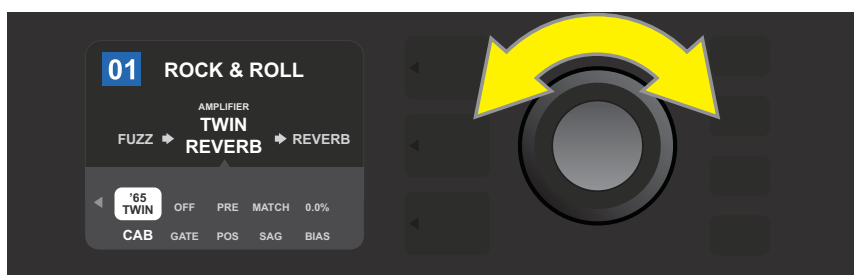 01 ROCK & ROLL
AMPLIFIER
TWIN
FUZZ REVERB REVERB
’65
TWIN OFF PRE MATCH 0.0%
CAB GATE POS SAG BIAS